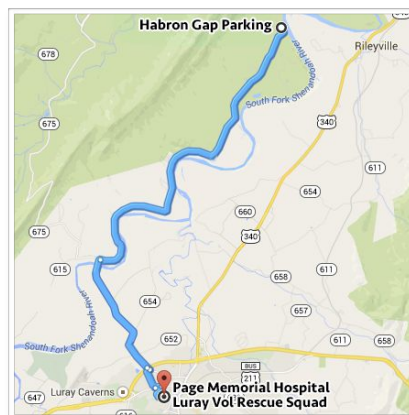 Habron Gap Parking
340
Rileyville
678
South Fork Shenandoah River
675
340
611
654
660
675
340
615
658
611
South Fork Shenandoah River
654
657
652
611
658
BUS
211
Luray Caverns
Page Memorial Hospital
Luray Vol Rescue Squad
647